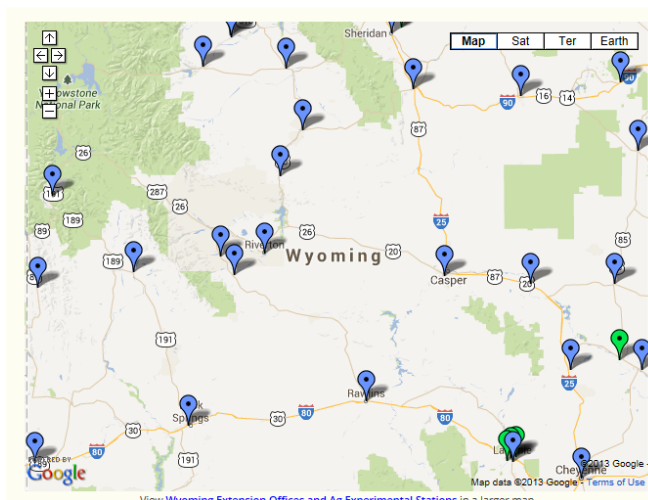 Sheridan
Map
Sat
Ter
Earth
Yellowstone
National Park
90
16
14
87
26
191
287
26
89
189
Riverton
26
Wyoming
20
25
85
189
Casper
87
20
191
25
Rawlins
Rock
Springs
30
30
80
80
80
191
189
Laramie
Cheyenne
POWERED BY
Google
©2013 Google -
Map data ©2013 Google - Terms of Use
View Wyoming Extension Offices and Ag Experimental Stations in a larger map